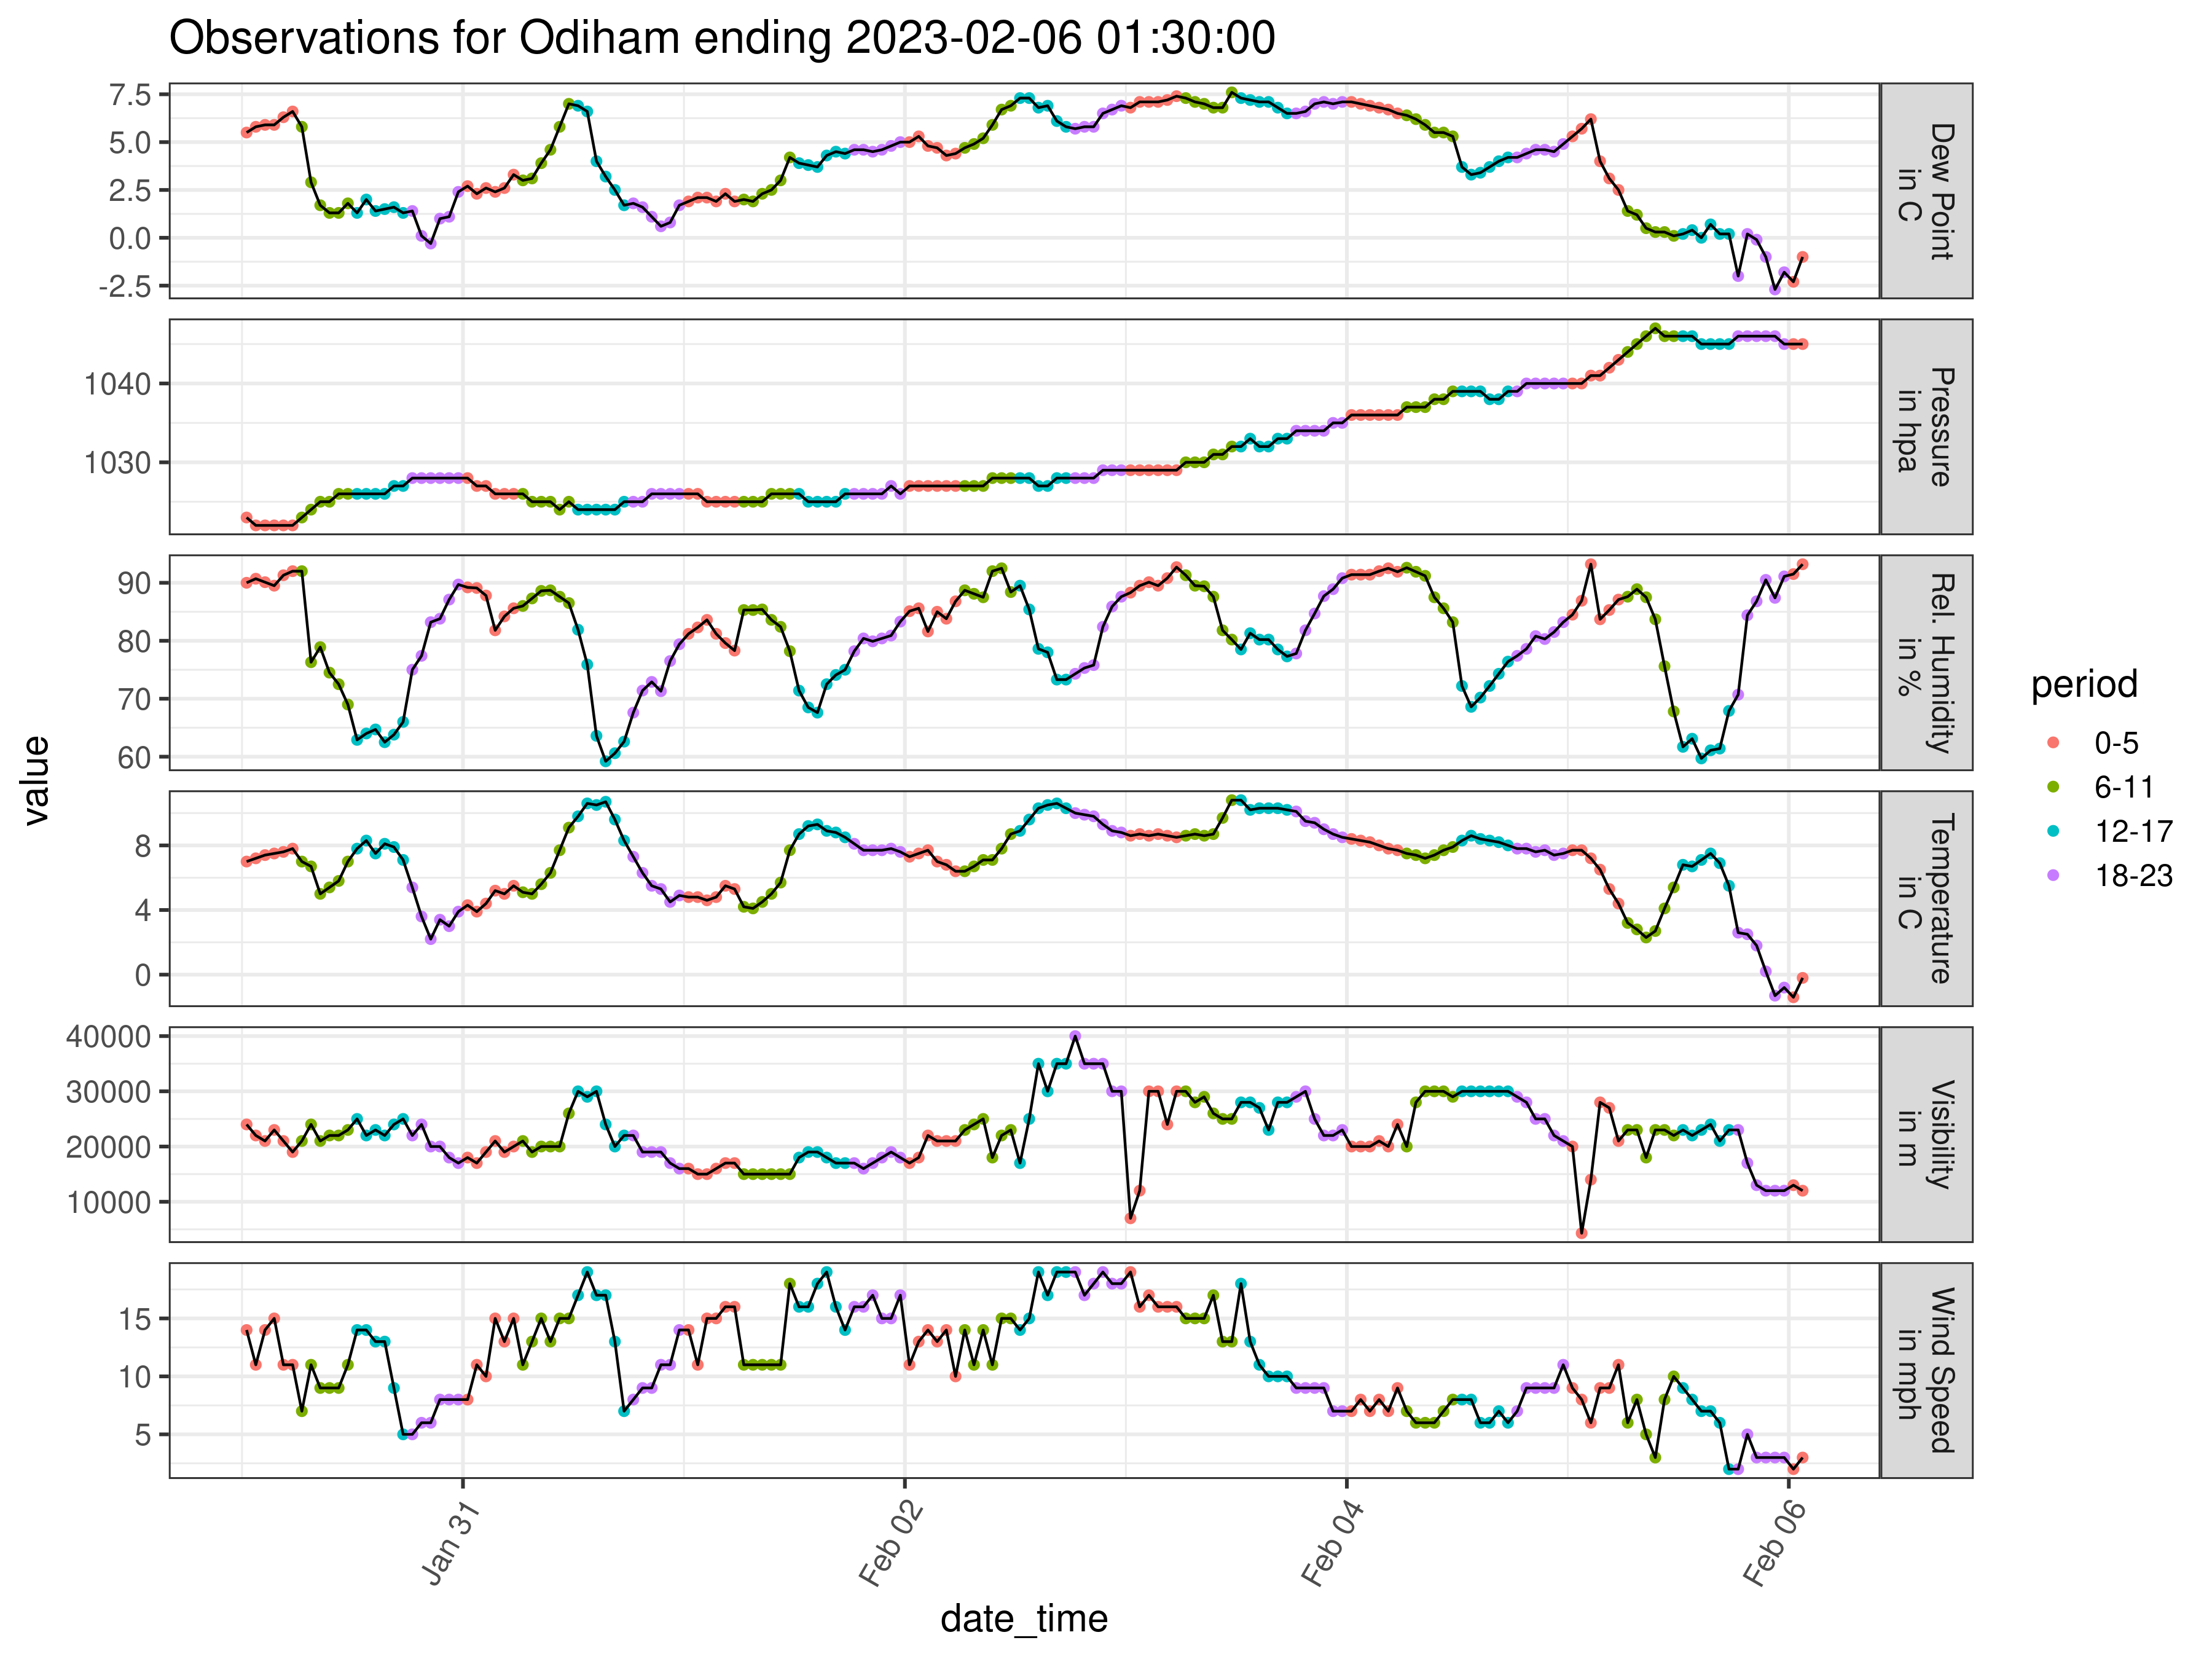 Observations for Odiham ending 2023-02-06 01:30:00
value
7.5
5.0
2.5
0.0
-2.5
Dew Point
in C
1040
1030
Pressure
in hpa
90
80
70
60
Rel. Humidity
in %
8
4
0
Temperature
in C
40000
30000
20000
10000
Visibility
in m
15
10
5
Wind Speed
in mph
Jan 31
Feb 02
Feb 04
Feb 06
date_time
period
0-5
6-11
12-17
18-23